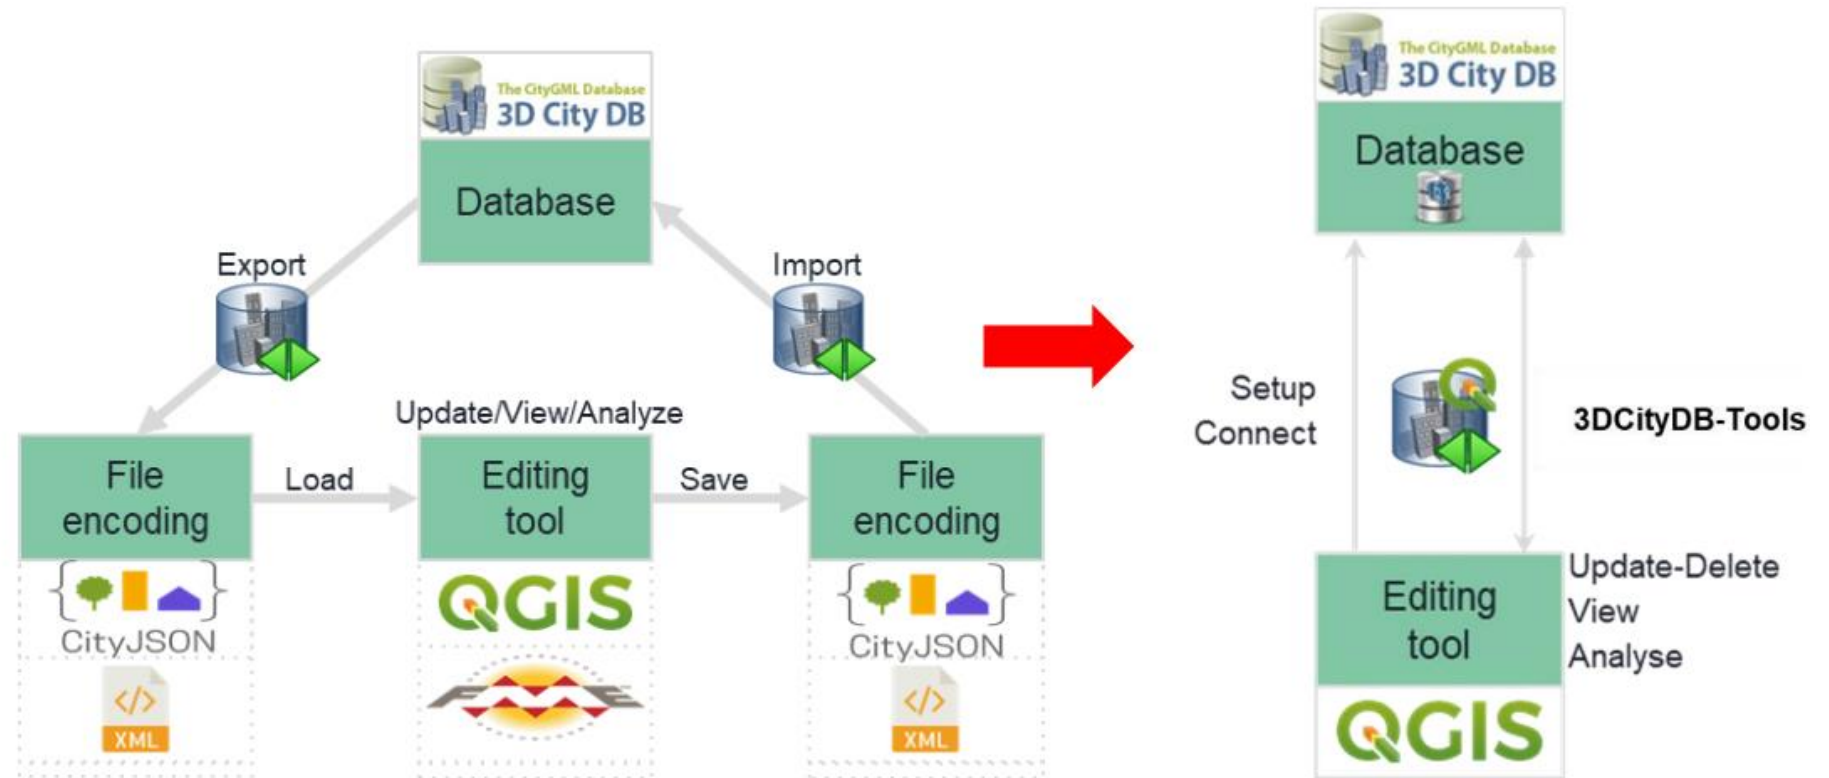 The CityGML Database
3D City DB
Database
Export
Import
Update/View/Analyze
File
encoding
Load
Editing
tool
Save
File
encoding
CityJSON
XML
QGIS
FME
CityJSON
XML
The CityGML Database
3D City DB
Database
Setup
Connect
3DCityDB-Tools
Editing
tool
Update-Delete
View
Analyse
QGIS